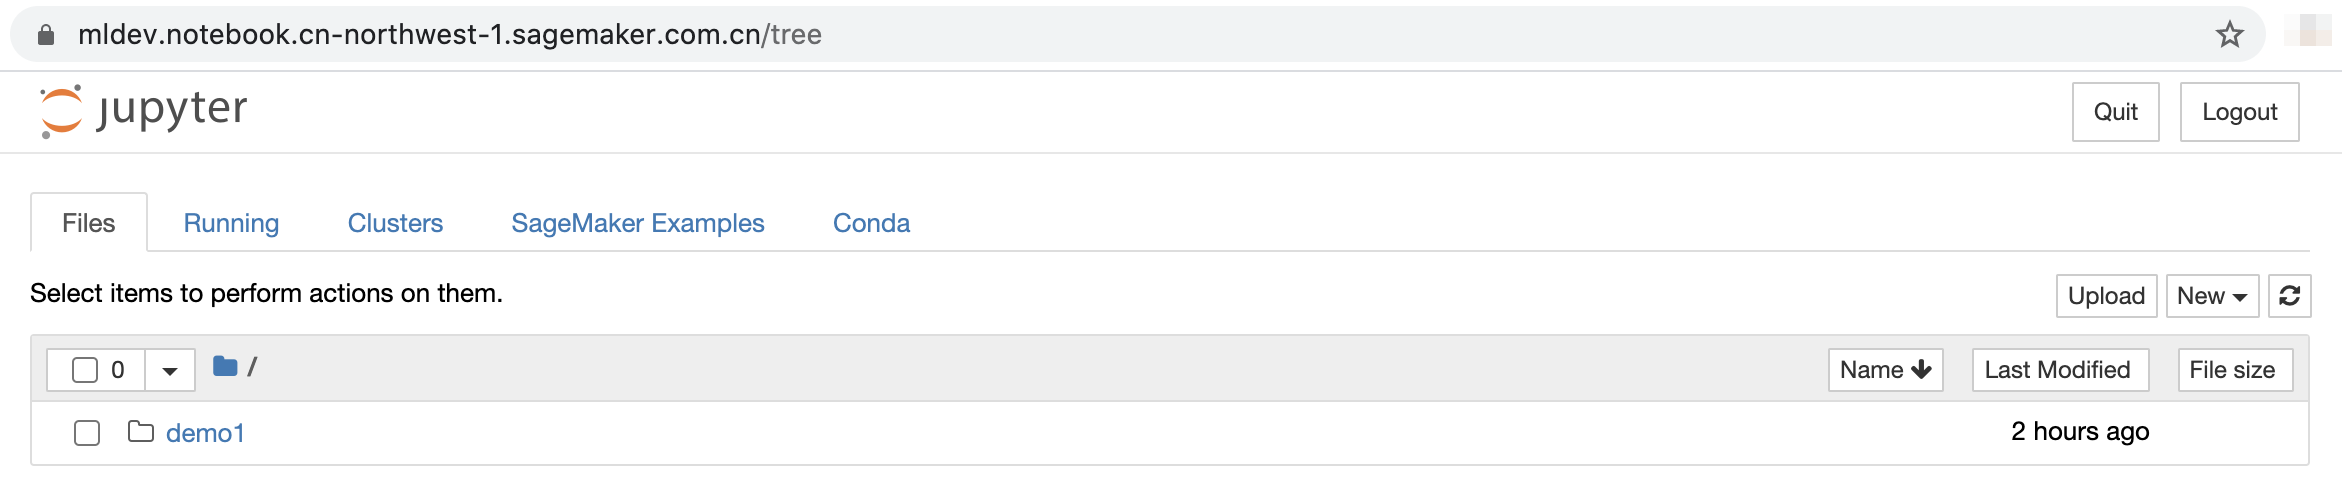 mldev.notebook.cn-northwest-1.sagemaker.com.cn/tree
jupyter Quit Logout
Files Running Clusters SageMaker Examples Conda
Select items to perform actions on them. Upload New
0 / Name Last Modified File size
demo1 2 hours ago